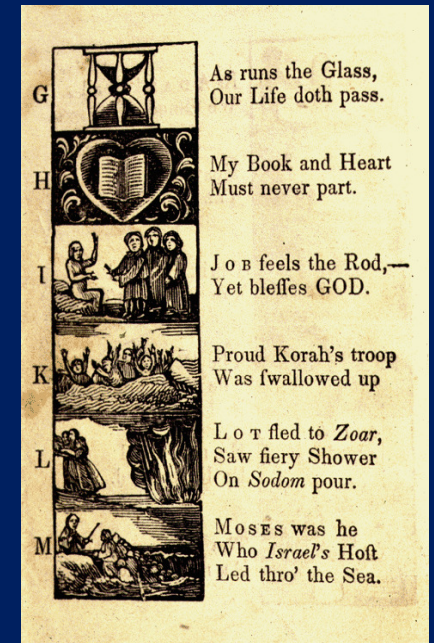 G
As runs the Glass,
Our Life doth pass.
H
My Book and Heart
Must never part.
I
JOB feels the Rod,—
Yet bleſſes GOD.
K
Proud Korah's troop
Was ſwallowed up
L
LOT fled to Zoar,
Saw fiery Shower
On Sodom pour.
M
MOSES was he
Who Israel's Hoſt
Led thro' the Sea.